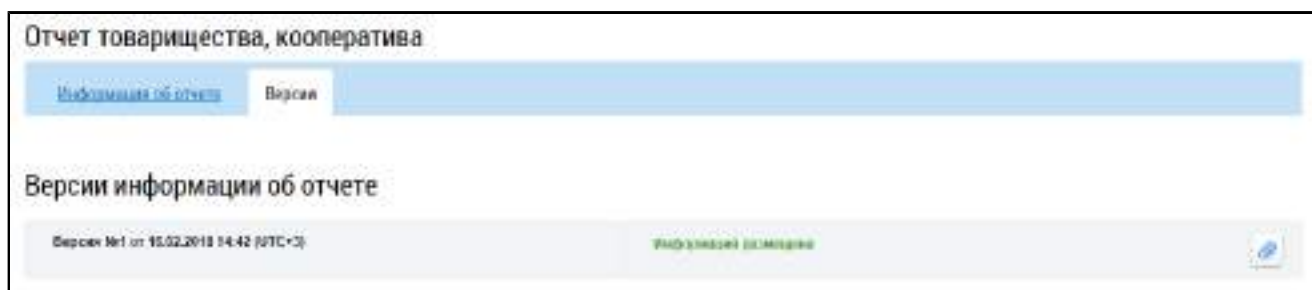 Отчет товарищества, кооператива
Информация об отчете Версии
Версии информации об отчете
Версия №1 от 16.02.2018 14:42 (UTC+3) Информация размещена